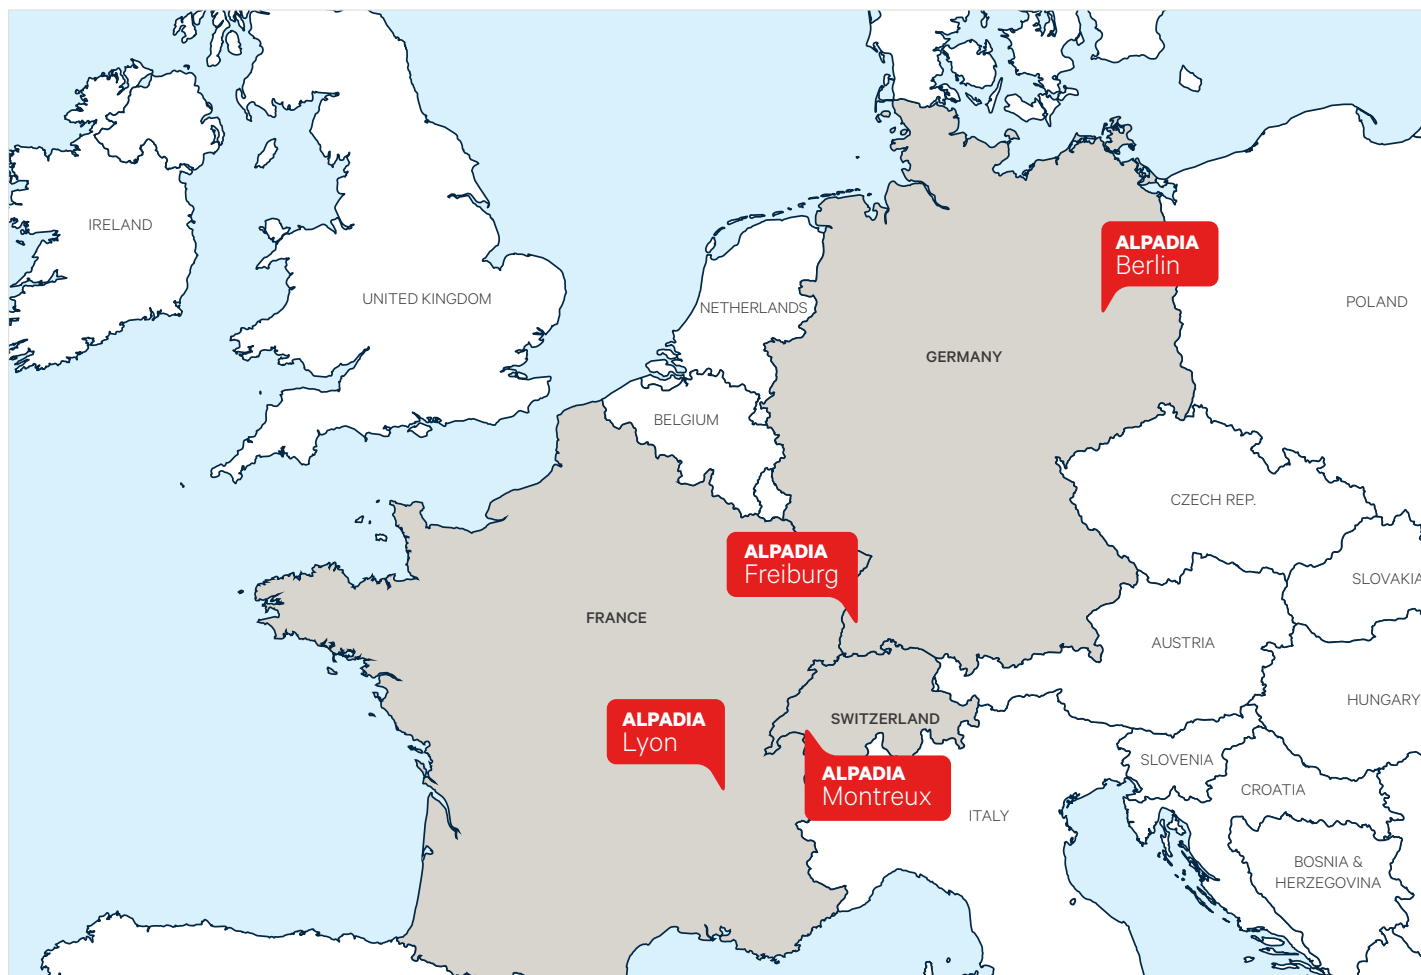 IRELAND
UNITED KINGDOM
NETHERLANDS
ALPADIA
Berlin
POLAND
GERMANY
BELGIUM
CZECH REP.
ALPADIA
Freiburg
SLOVAKIA
FRANCE
AUSTRIA
HUNGARY
ALPADIA
Lyon
SWITZERLAND
ALPADIA
Montreux
SLOVENIA
CROATIA
ITALY
BOSNIA &
HERZEGOVINA